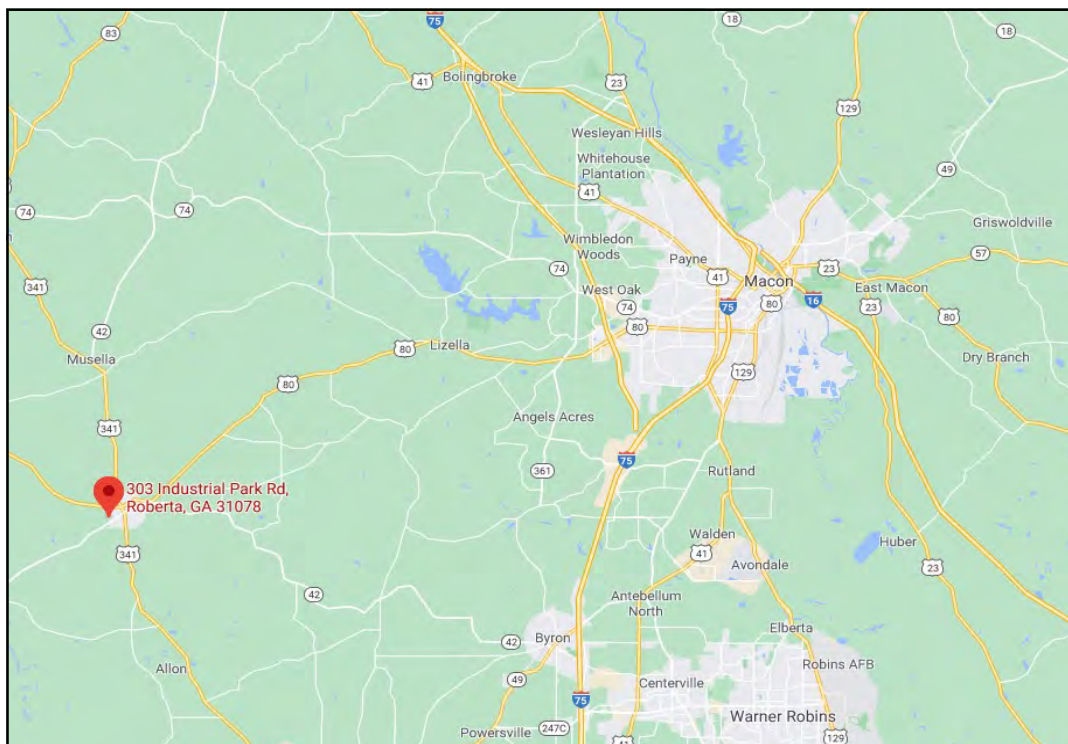 75
18
83
18
41
Bolingbroke
23
129
Wesleyan Hills
Whitehouse
Plantation
49
41
74
74
Griswoldville
Wimbledon
Woods
57
74
Payne
23
41
Macon
341
West Oak
East Macon
74
75
80
16
23
80
42
80
Lizella
80
Musella
Dry Branch
129
80
Angels Acres
341
75
361
Rutland
303 Industrial Park Rd,
Roberta, GA 31078
Walden
Huber
341
41
Avondale
23
42
Antebellum
North
Elberta
42
Byron
Allon
Robins AFB
49
Centerville
75
Warner Robins
Powersville
247C
41
129